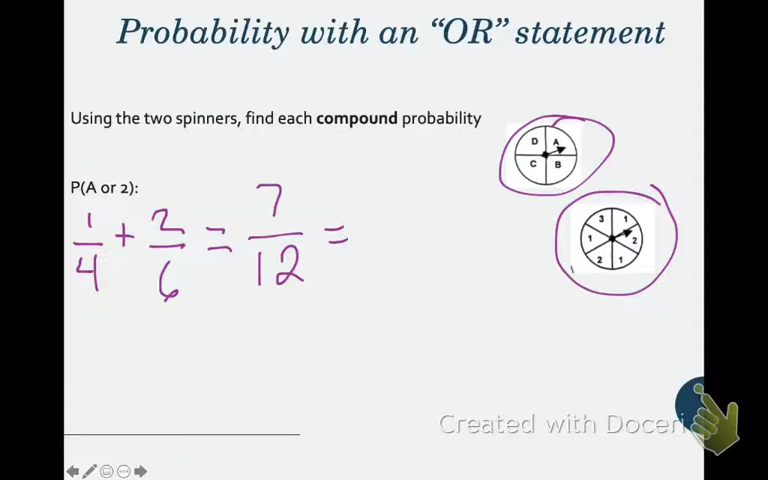 Probability with an "OR" statement
Using the two spinners, find each compound probability
D A
C B
P(A or 2):
1/4 + 2/6 = 7/12 =
3 1
1 2
2 1
Created with Doceri